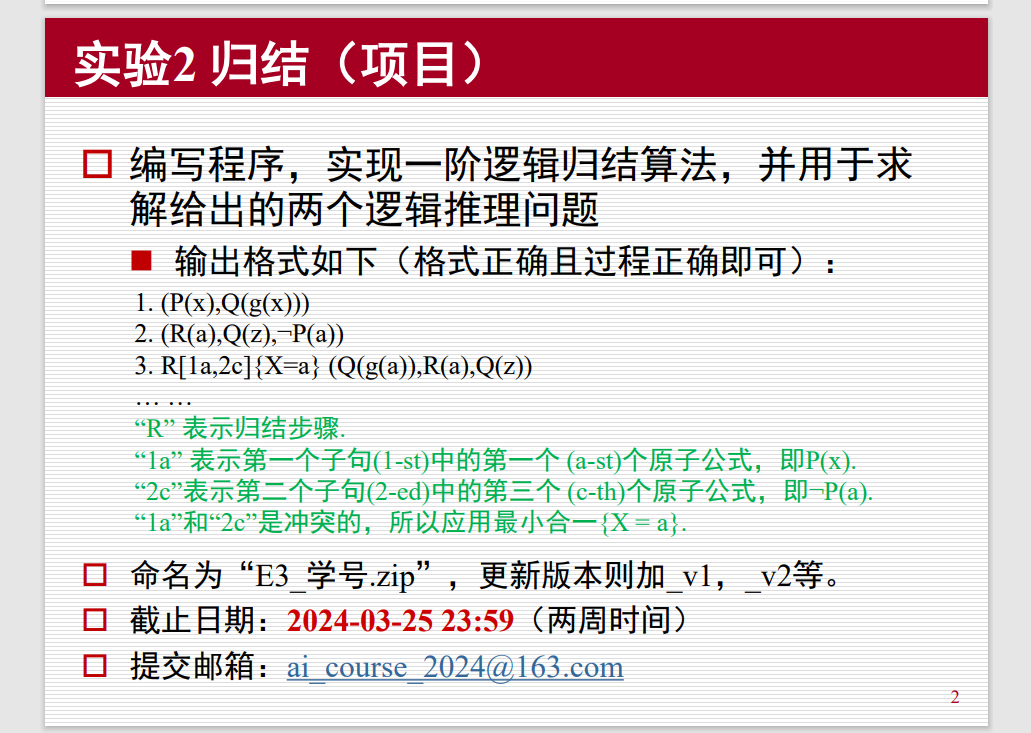 实验2 归结（项目）
编写程序，实现一阶逻辑归结算法，并用于求
解给出的两个逻辑推理问题
输出格式如下（格式正确且过程正确即可）：
1. (P(x),Q(g(x)))
2. (R(a),Q(z),¬P(a))
3. R[1a,2c]{X=a} (Q(g(a)),R(a),Q(z))
… …
“R” 表示归结步骤.
“1a” 表示第一个子句(1-st)中的第一个 (a-st)个原子公式，即P(x).
“2c”表示第二个子句(2-ed)中的第三个 (c-th)个原子公式，即¬P(a).
“1a”和“2c”是冲突的，所以应用最小合一{X = a}.
命名为“E3_学号.zip”，更新版本则加_v1，_v2等。
截止日期：2024-03-25 23:59（两周时间）
提交邮箱：ai_course_2024@163.com
2